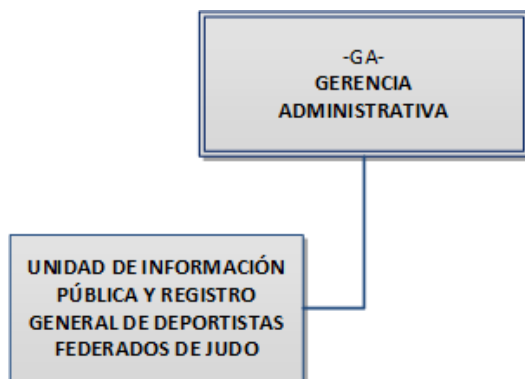 -GA-
GERENCIA
ADMINISTRATIVA
UNIDAD DE INFORMACIÓN
PÚBLICA Y REGISTRO
GENERAL DE DEPORTISTAS
FEDERADOS DE JUDO